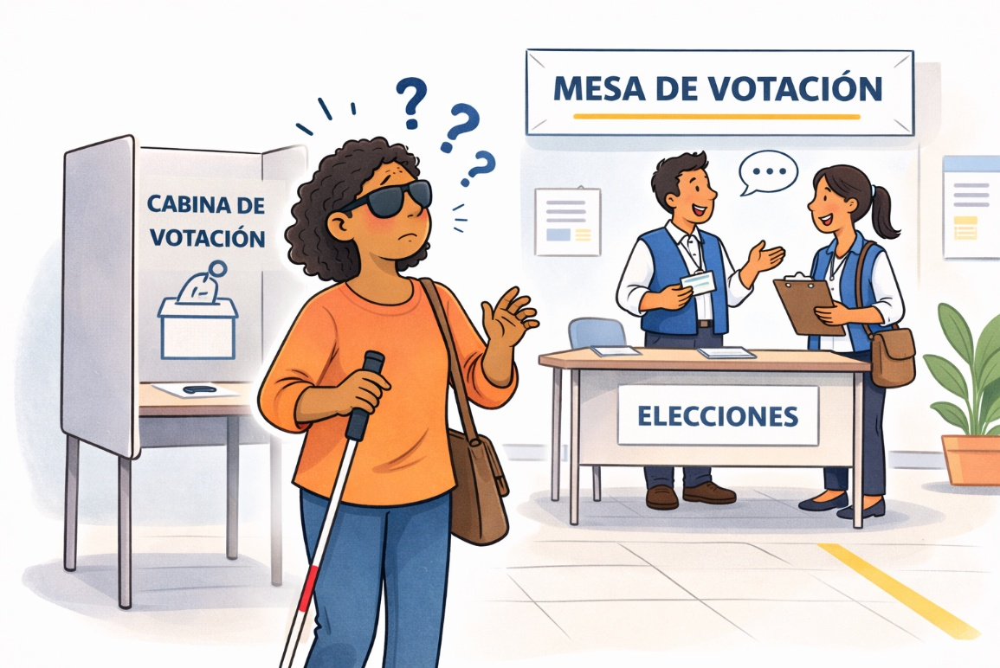 MESA DE VOTACIÓN
CABINA DE
VOTACIÓN
???
...
ELECCIONES